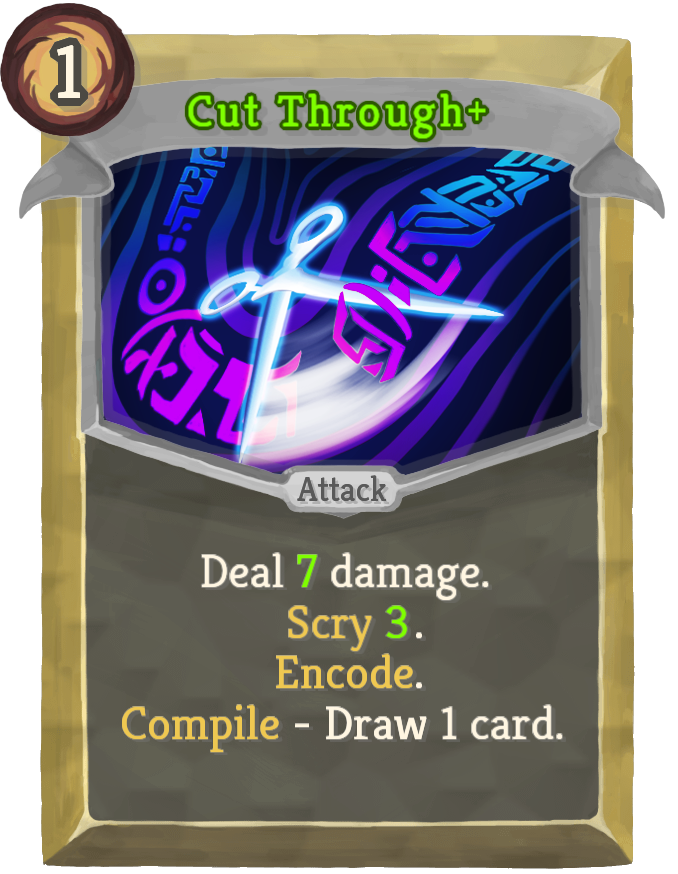 1
Cut Through+
Attack
Deal 7 damage.
Scry 3.
Encode.
Compile - Draw 1 card.